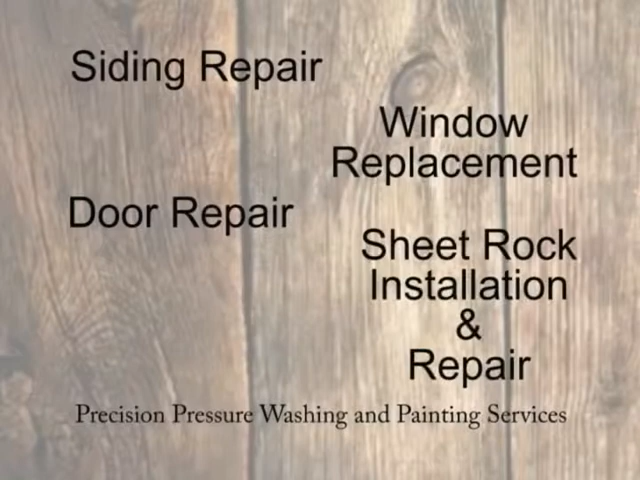 Siding Repair
Window
Replacement
Door Repair
Sheet Rock
Installation
&
Repair
Precision Pressure Washing and Painting Services